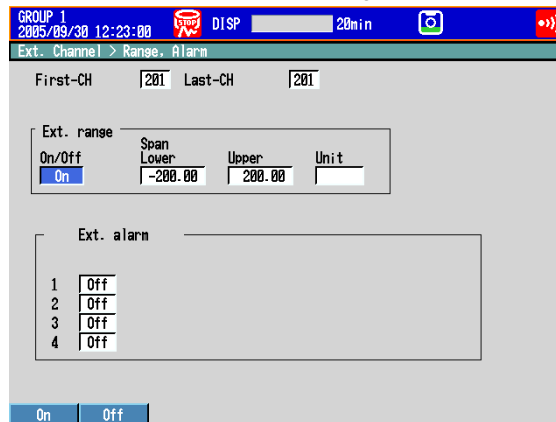 GROUP 1
2005/09/30 12:23:00
STOP
DISP 20min
Ext. Channel > Range, Alarm
First-CH 201 Last-CH 201
Ext. range
On/Off Span Lower Upper Unit
On -200.00 200.00
Ext. alarm
1 Off
2 Off
3 Off
4 Off
On Off